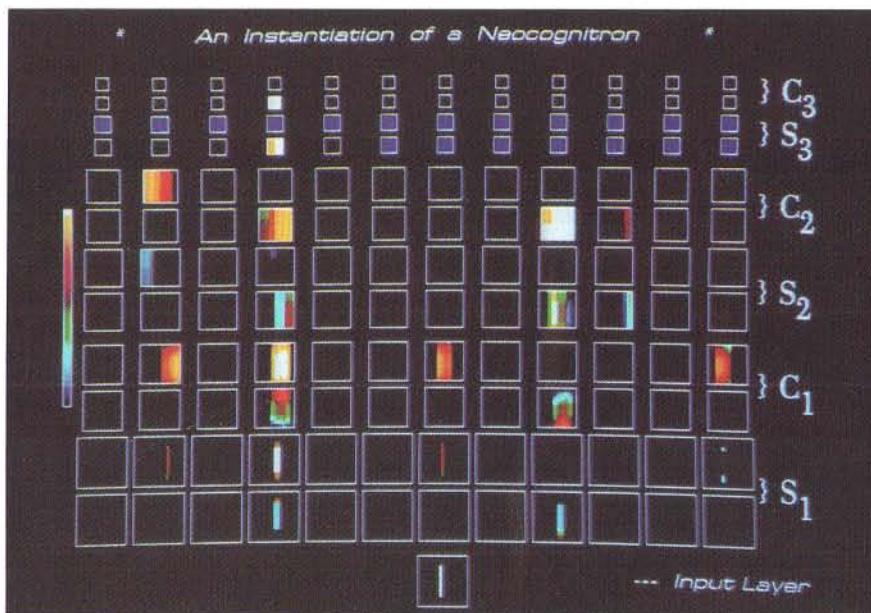 * An Instantiation of a Neocognitron *
} C3
} S3
} C2
} S2
} C1
} S1
--- Input Layer